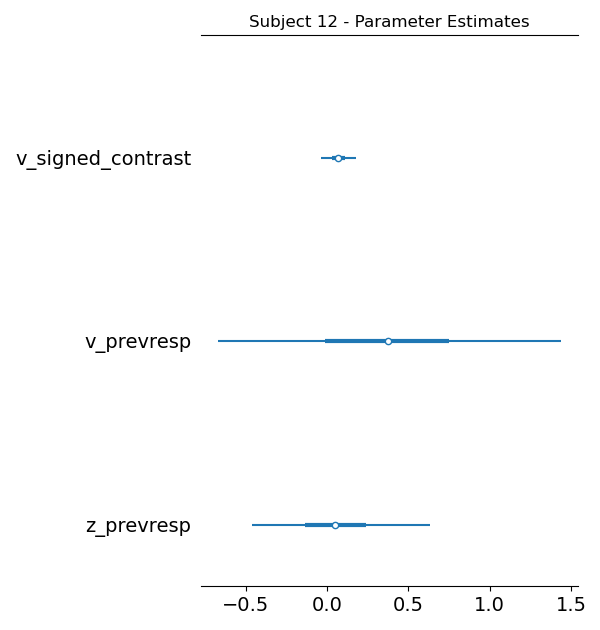 Subject 12 - Parameter Estimates
v_signed_contrast
v_prevresp
z_prevresp
−0.5 0.0 0.5 1.0 1.5